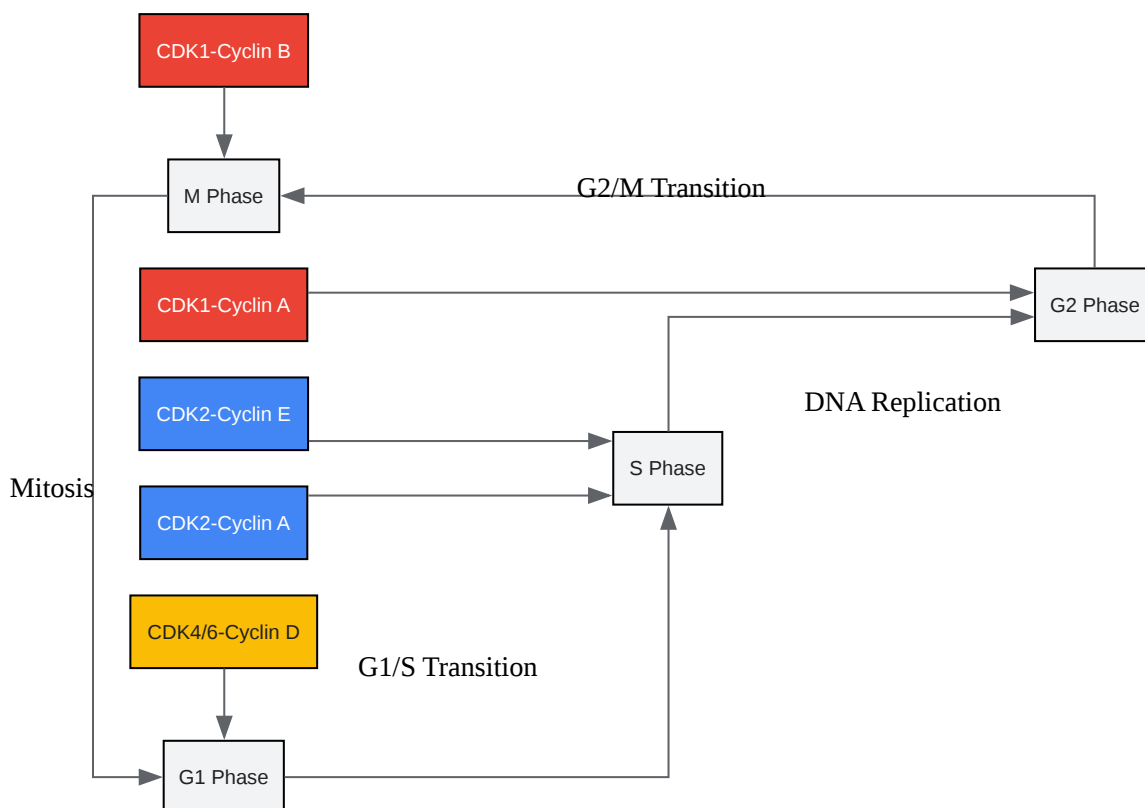 CDK1-Cyclin B
M Phase
G2/M Transition
CDK1-Cyclin A
G2 Phase
CDK2-Cyclin E
DNA Replication
S Phase
Mitosis
CDK2-Cyclin A
CDK4/6-Cyclin D
G1/S Transition
G1 Phase